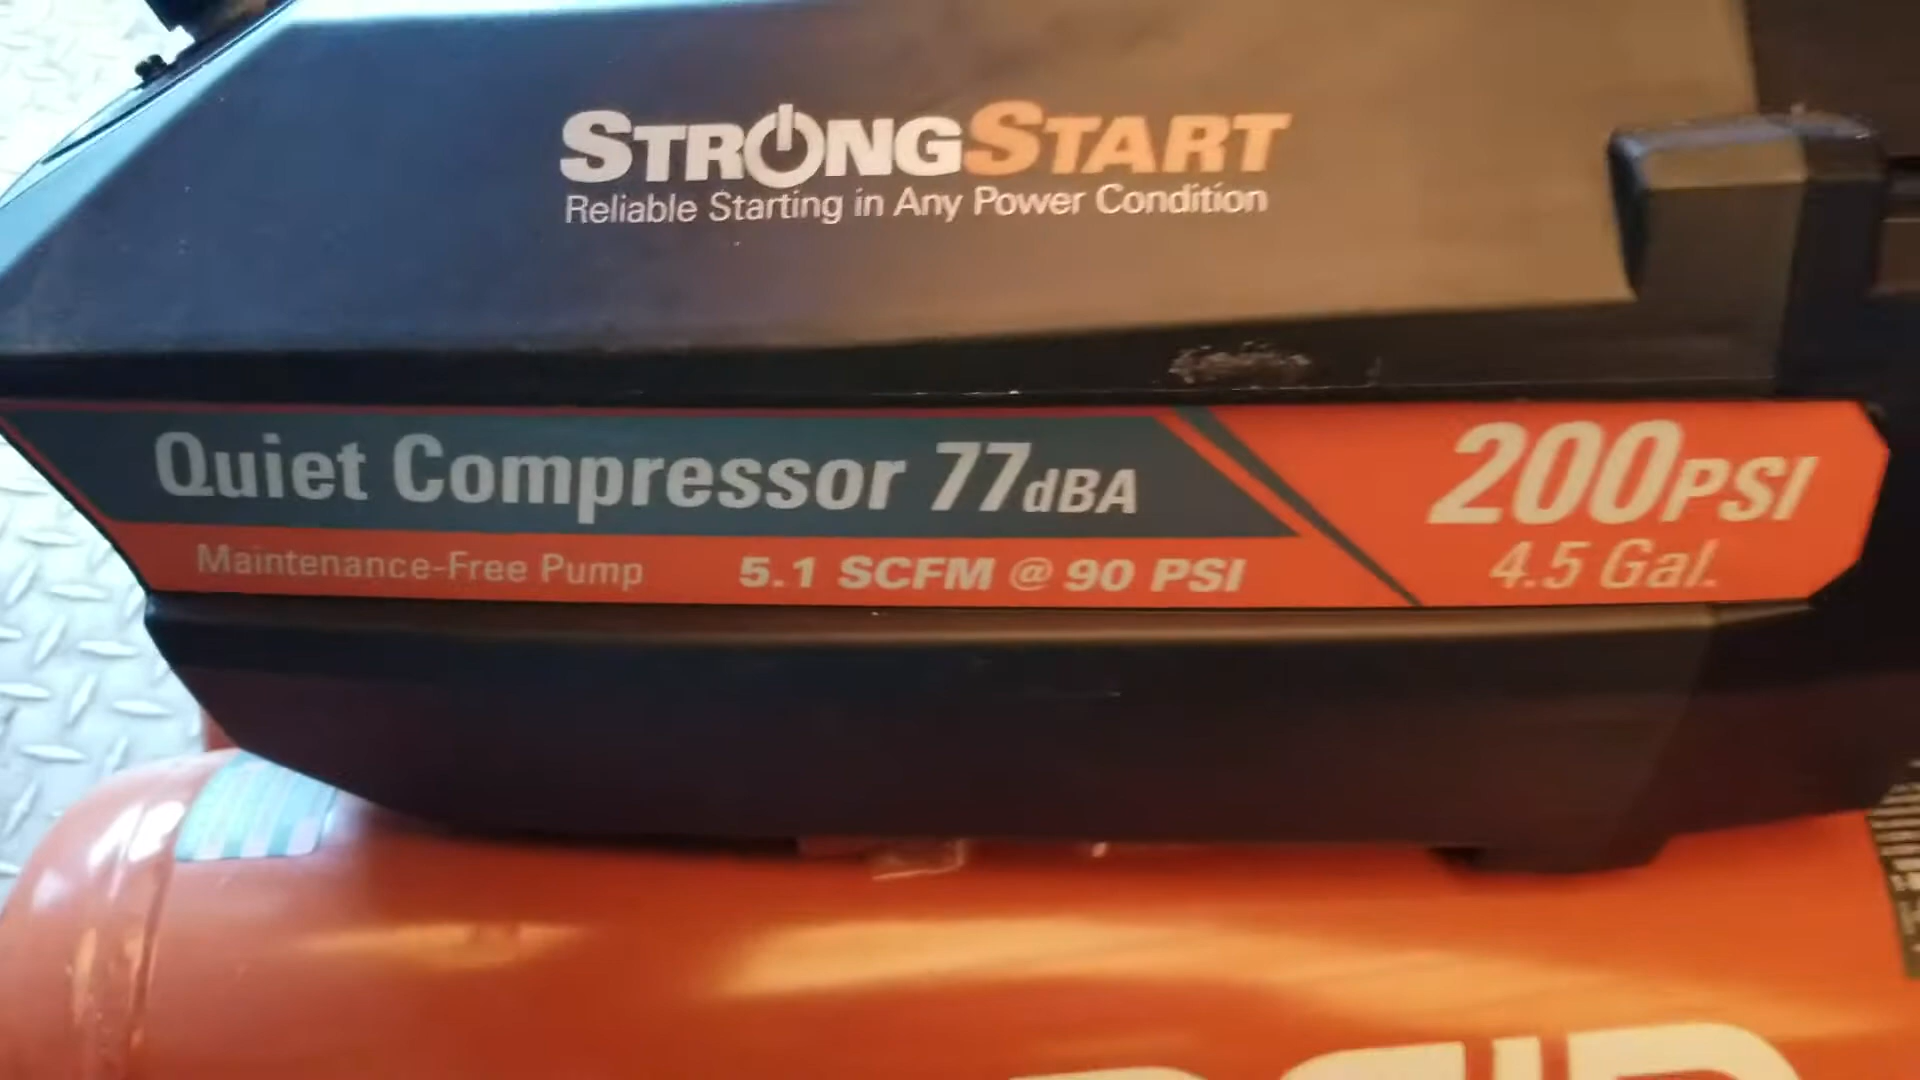 STRONGSTART
Reliable Starting in Any Power Condition
Quiet Compressor 77dBA
200PSI
Maintenance-Free Pump 5.1 SCFM @ 90 PSI
4.5 Gal.